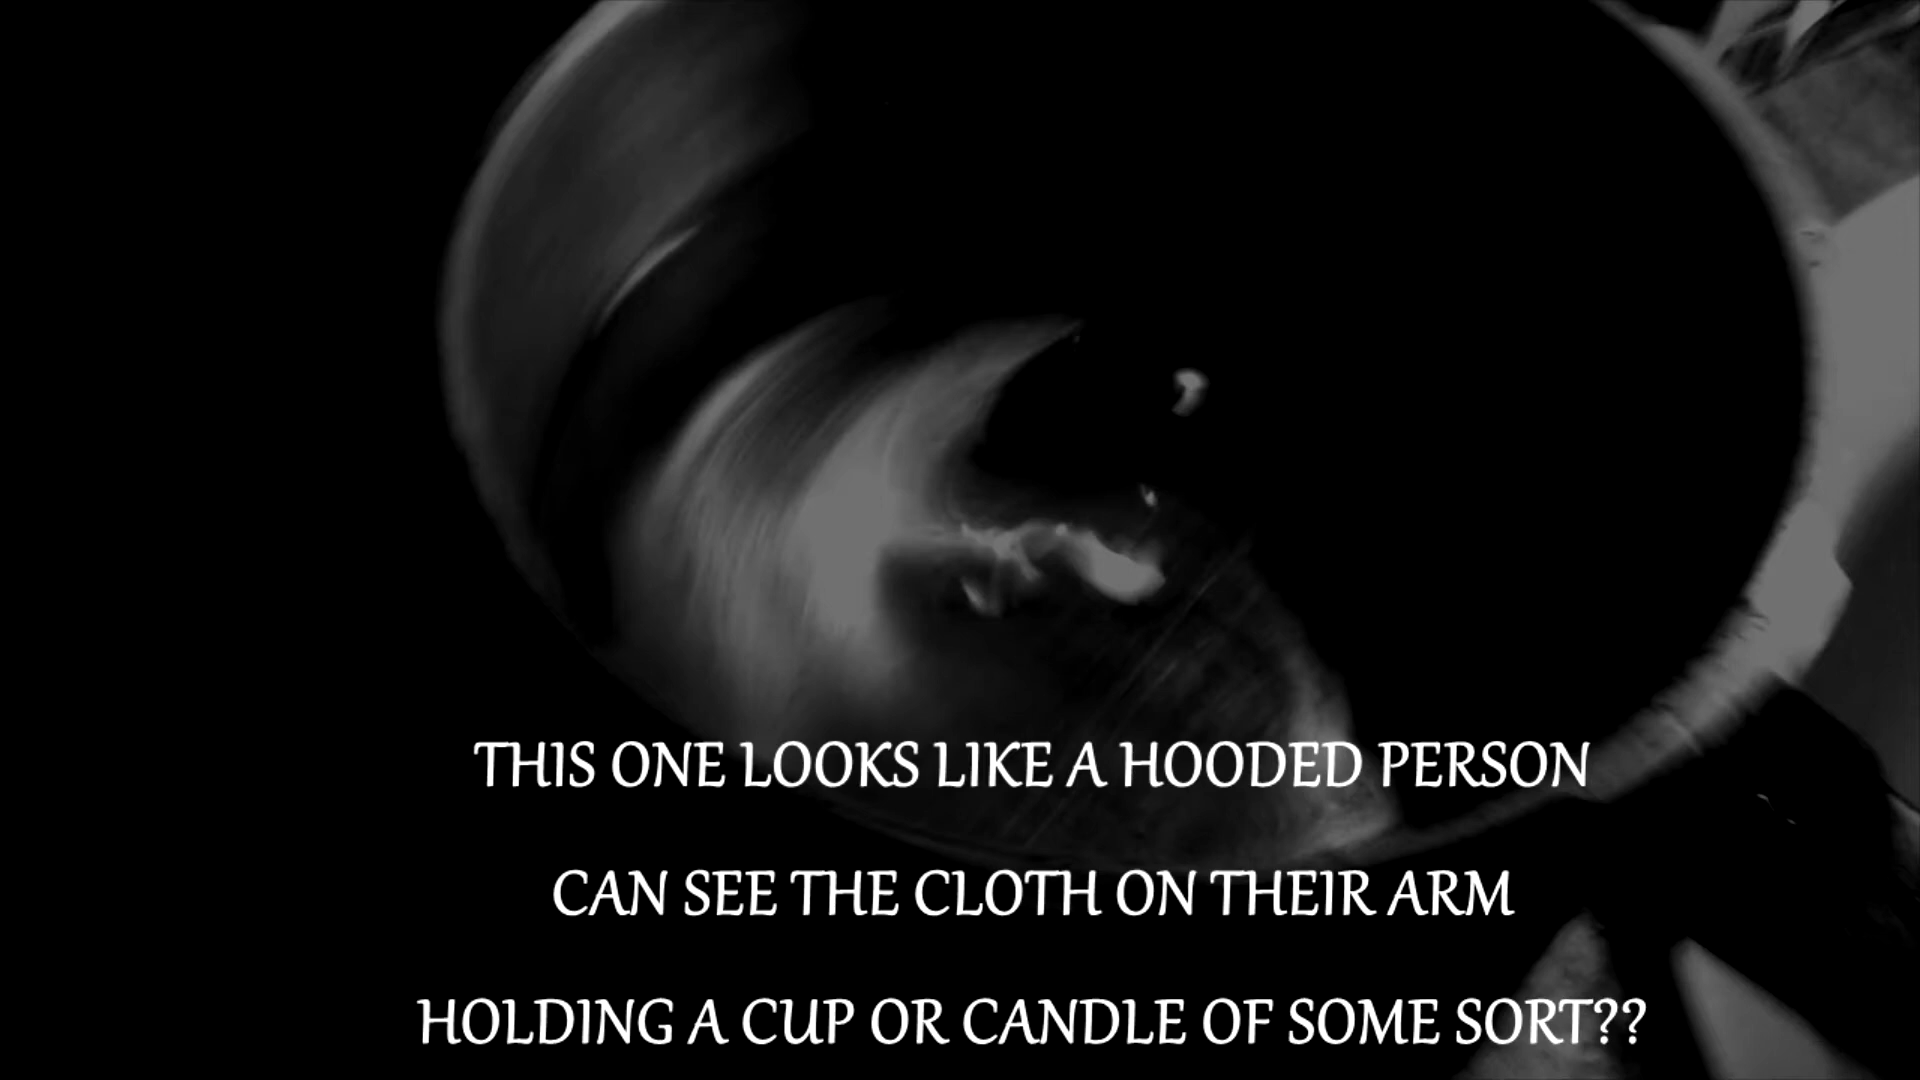 THIS ONE LOOKS LIKE A HOODED PERSON
CAN SEE THE CLOTH ON THEIR ARM
HOLDING A CUP OR CANDLE OF SOME SORT??